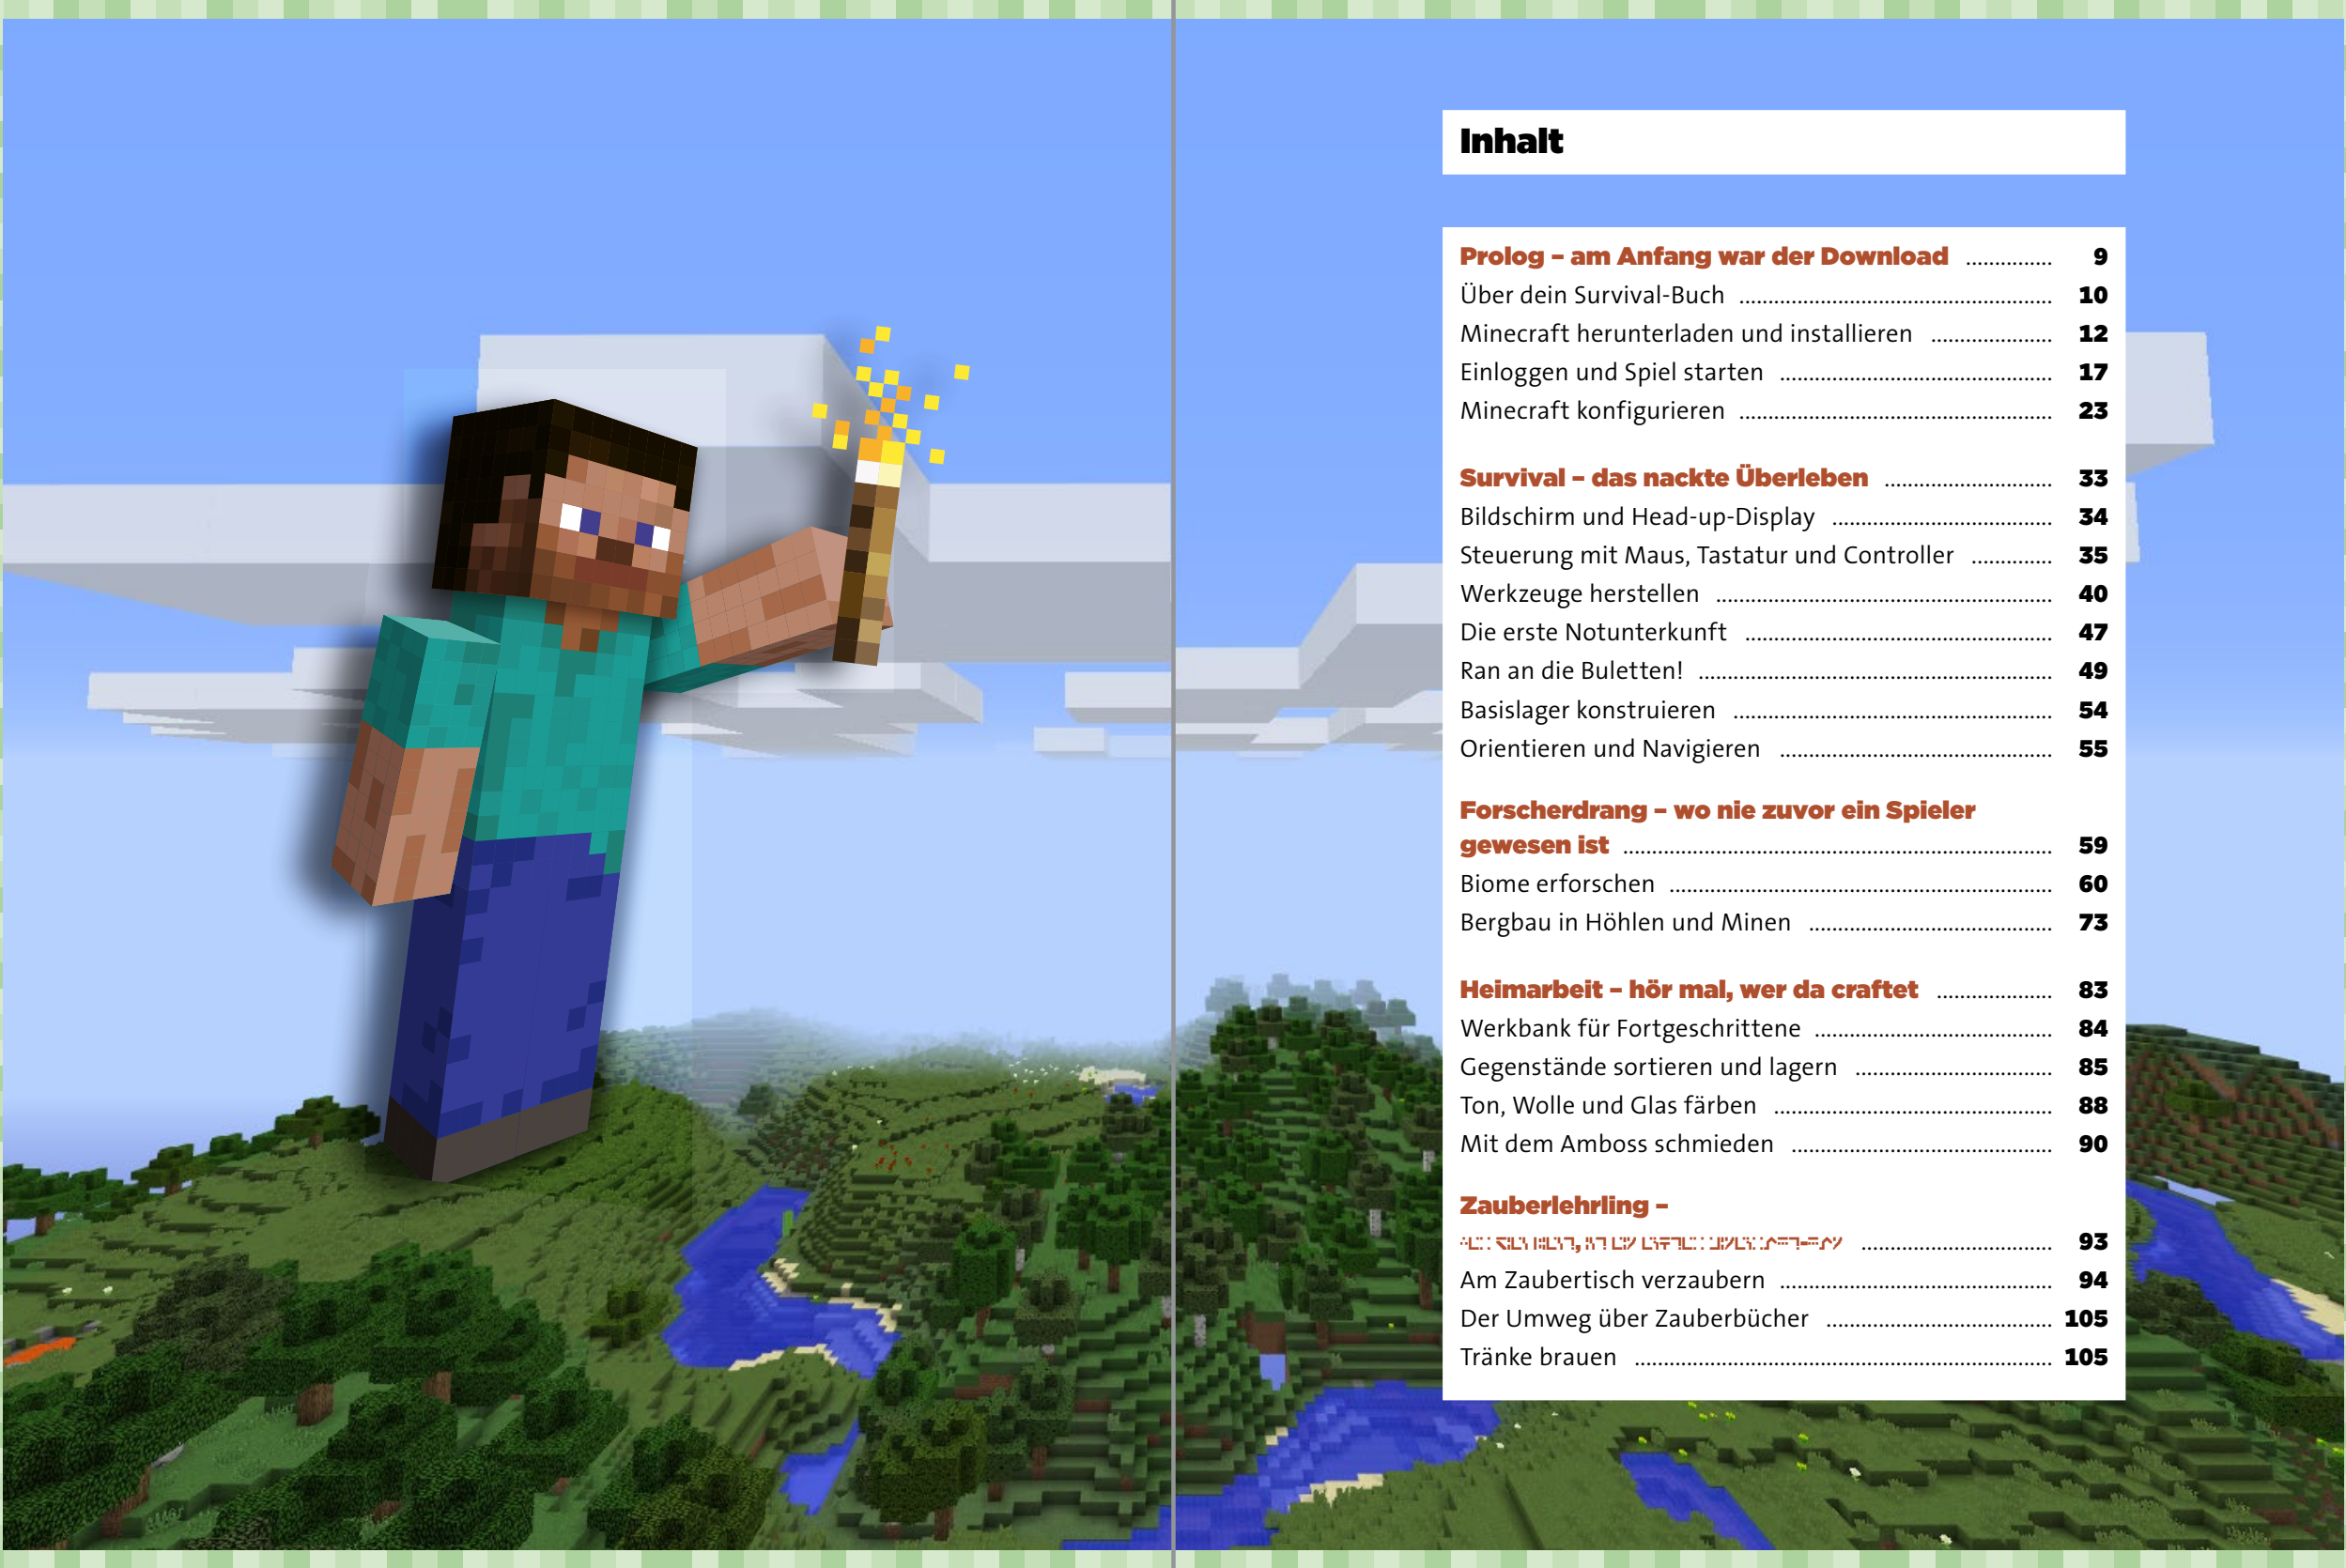 Inhalt
Prolog – am Anfang war der Download ............... 9
Über dein Survival-Buch ............... 10
Minecraft herunterladen und installieren ............... 12
Einloggen und Spiel starten ............... 17
Minecraft konfigurieren ............... 23
Survival – das nackte Überleben ............... 33
Bildschirm und Head-up-Display ............... 34
Steuerung mit Maus, Tastatur und Controller ............... 35
Werkzeuge herstellen ............... 40
Die erste Notunterkunft ............... 47
Ran an die Buletten! ............... 49
Basislager konstruieren ............... 54
Orientieren und Navigieren ............... 55
Forscherdrang – wo nie zuvor ein Spieler
gewesen ist ............... 59
Biome erforschen ............... 60
Bergbau in Höhlen und Minen ............... 73
Heimarbeit – hör mal, wer da craftet ............... 83
Werkbank für Fortgeschrittene ............... 84
Gegenstände sortieren und lagern ............... 85
Ton, Wolle und Glas färben ............... 88
Mit dem Amboss schmieden ............... 90
Zauberlehrling –
............... 93
Am Zaubertisch verzaubern ............... 94
Der Umweg über Zauberbücher ............... 105
Tränke brauen ............... 105